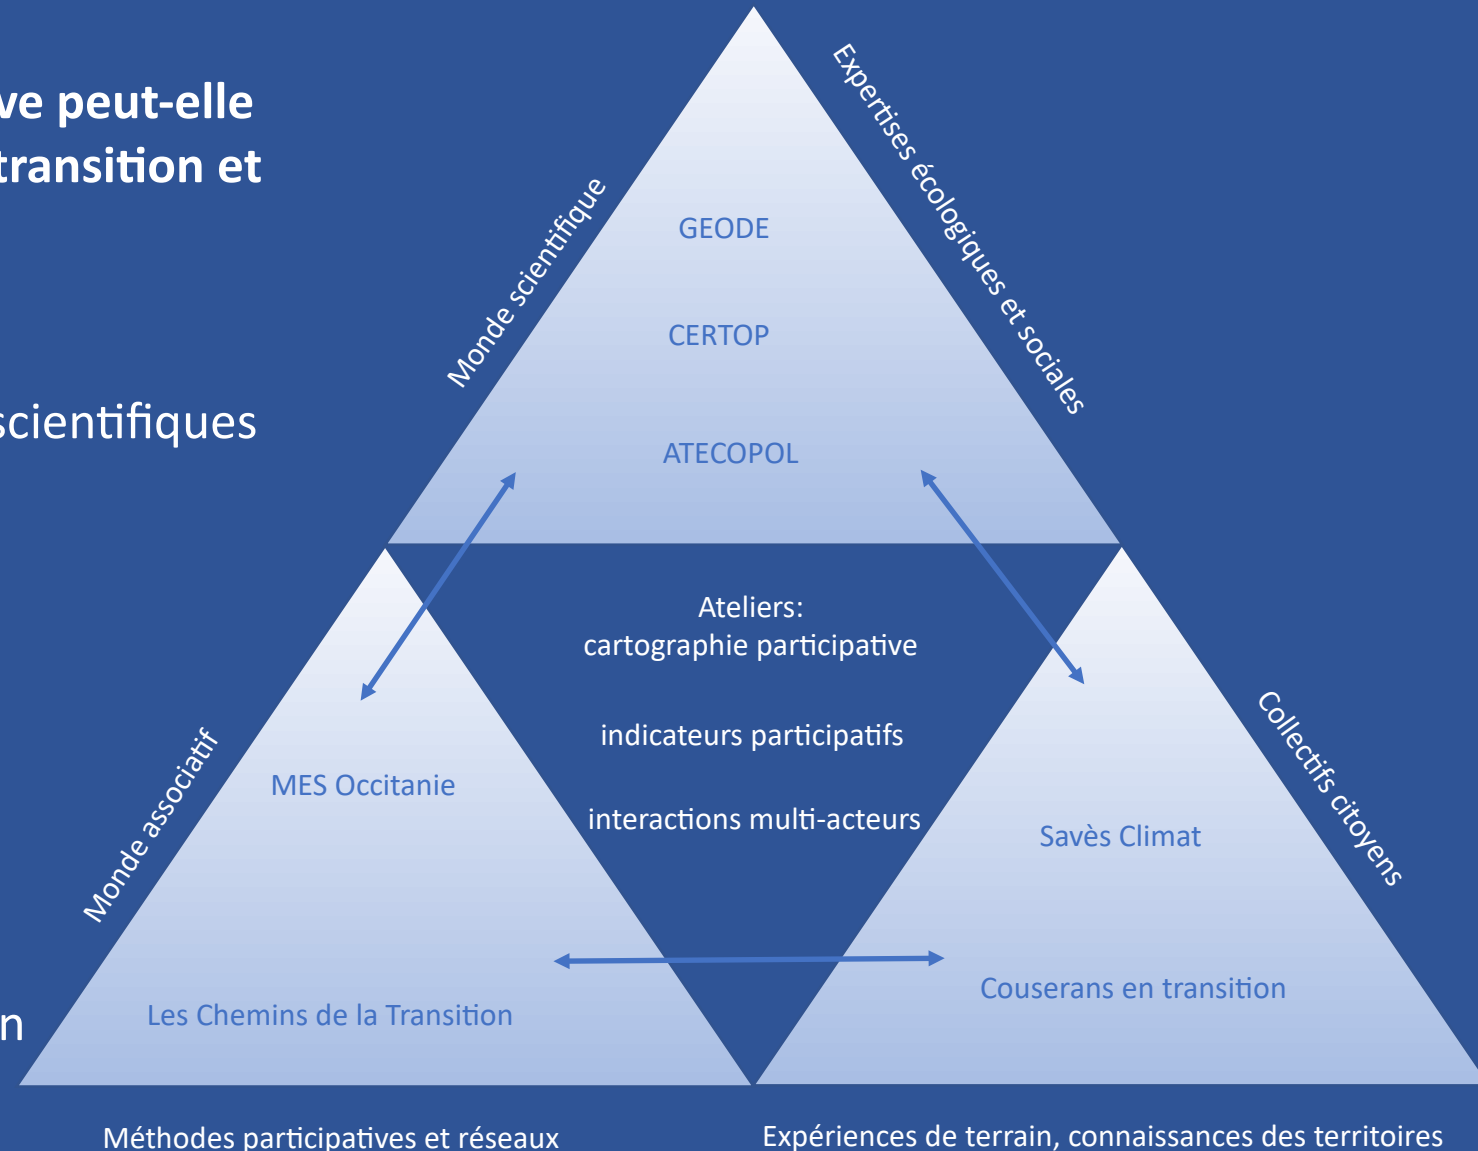 ve peut-elle
transition et
scientifiques
n
Monde scientifique
Expertises écologiques et sociales
GEODE
CERTOP
ATECOPOL
Ateliers:
cartographie participative
indicateurs participatifs
interactions multi-acteurs
Monde associatif
MES Occitanie
Les Chemins de la Transition
Collectifs citoyens
Savès Climat
Couserans en transition
Méthodes participatives et réseaux
Expériences de terrain, connaissances des territoires